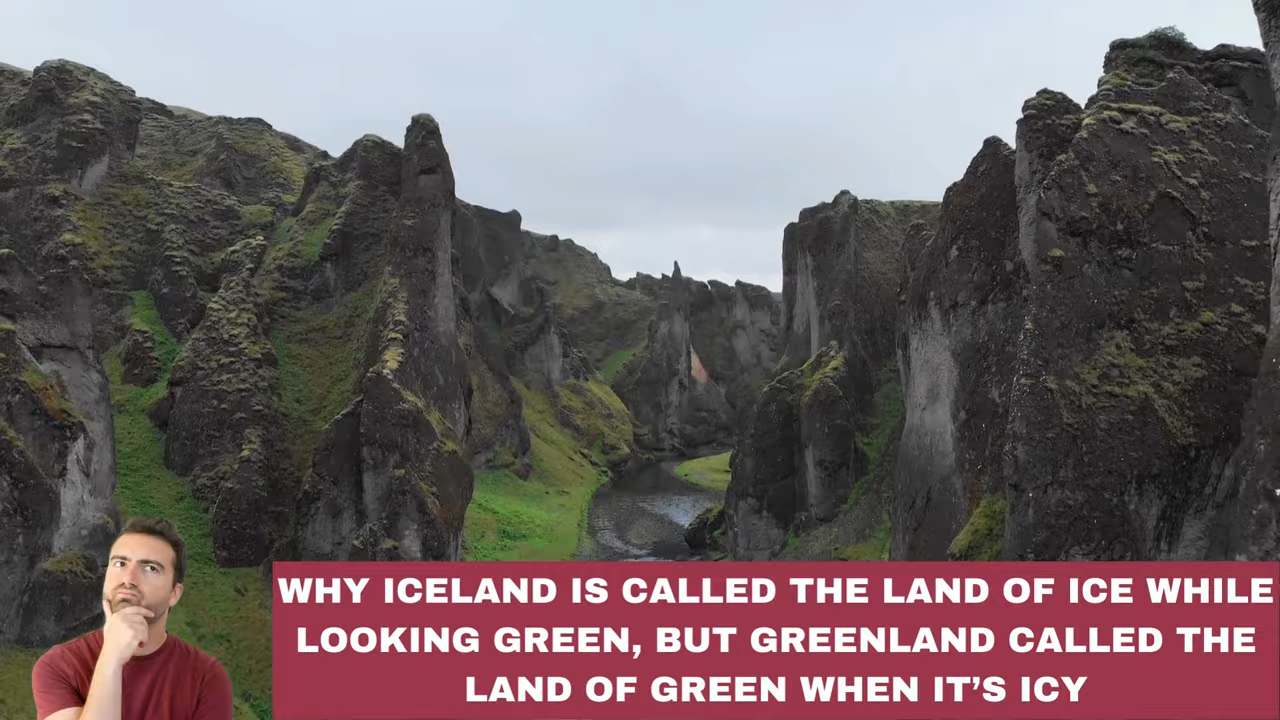 WHY ICELAND IS CALLED THE LAND OF ICE WHILE
LOOKING GREEN, BUT GREENLAND CALLED THE
LAND OF GREEN WHEN IT’S ICY